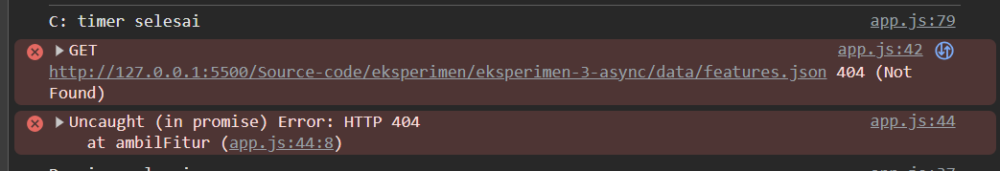 C: timer selesai app.js:79
GET app.js:42
http://127.0.0.1:5500/Source-code/eksperimen/eksperimen-3-async/data/features.json 404 (Not
Found)
Uncaught (in promise) Error: HTTP 404 app.js:44
at ambilFitur (app.js:44:8)